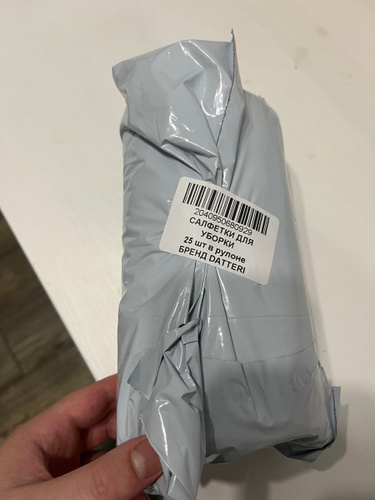 2040950680929
САЛФЕТКИ ДЛЯ
УБОРКИ
25 шт в рулоне
БРЕНД DATTERI